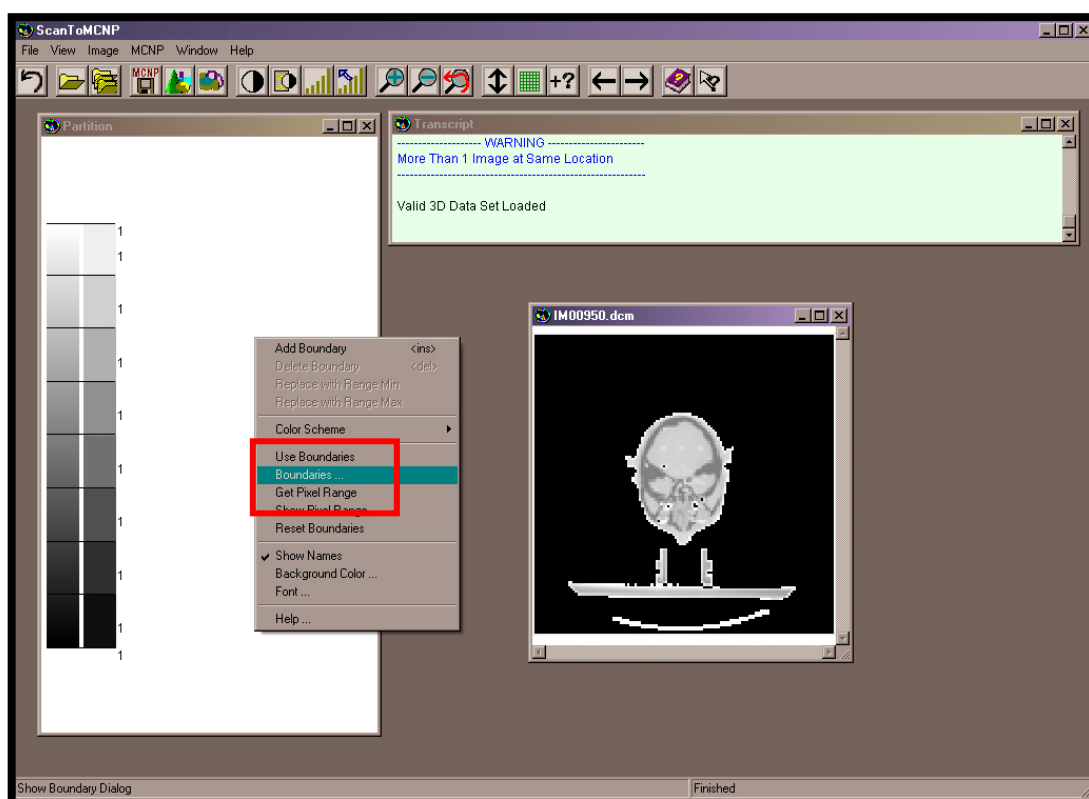 ScanToMCNP
File View Image MCNP Window Help
MCNP
+?
?
?
Partition
1
1
1
1
1
1
1
1
1
1
Transcript
-------------------- WARNING -----------------------
More Than 1 Image at Same Location
-----------------------------------------------------------
Valid 3D Data Set Loaded
Add Boundary <ins>
Delete Boundary <del>
Replace with Range Min
Replace with Range Max
Color Scheme
Use Boundaries
Boundaries ...
Get Pixel Range
Show Pixel Range
Reset Boundaries
Show Names
Background Color ...
Font ...
Help ...
IM00950.dcm
Show Boundary Dialog
Finished